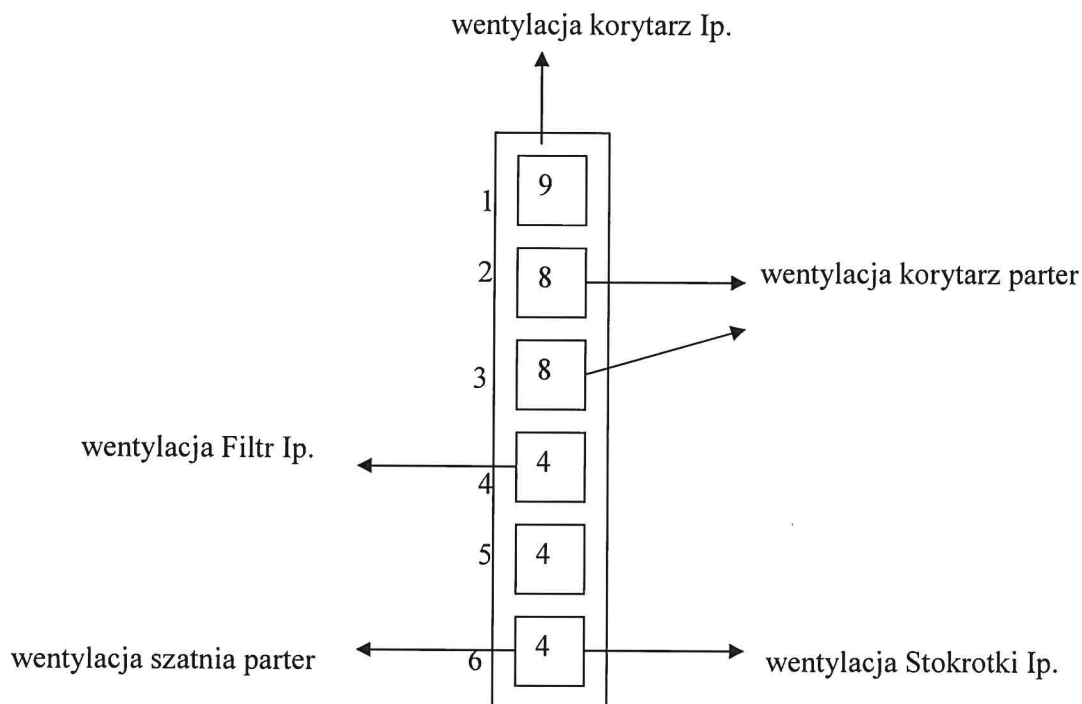 wentylacja korytarz Ip.
1 9
2 8 wentylacja korytarz parter
3 8
wentylacja Filtr Ip.
4 4
5 4
wentylacja szatnia parter 6 4 wentylacja Stokrotki Ip.